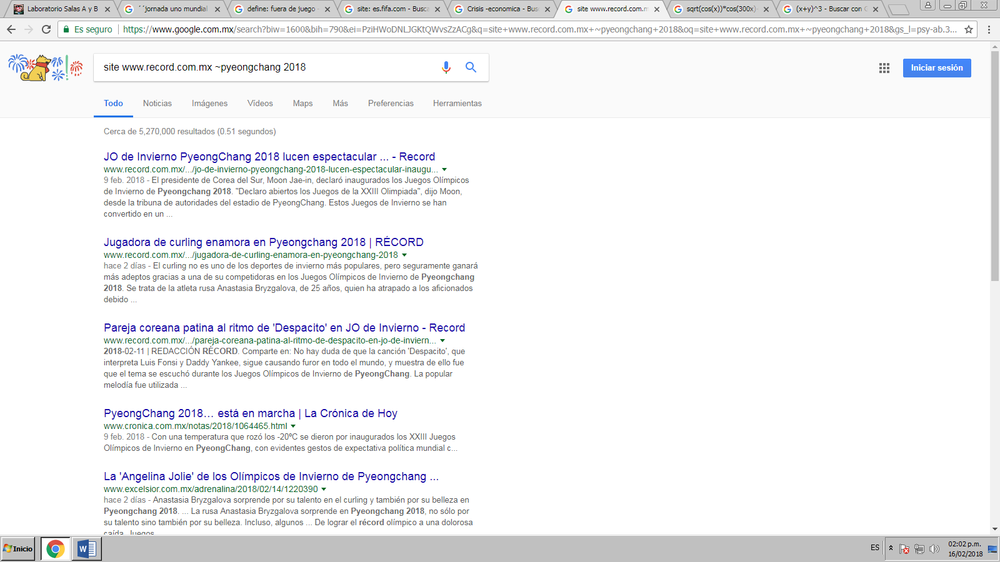 Laboratorio Salas A y B
´´jornada uno mundial
define: fuera de juego -
site: es.fifa.com - Busca
Crisis -economica - Bus
site www.record.com.m
sqrt(cos(x))*cos(300x)
(x+y)^3 - Buscar con G
Es seguro
https://www.google.com.mx/search?biw=1600&bih=790&ei=PziHWoDNLJGKtQWvsZzACg&q=site+www.record.com.mx+~pyeongchang+2018&oq=site+www.record.com.mx+~pyeongchang+2018&gs_l=psy-ab.3...
site www.record.com.mx ~pyeongchang 2018
Iniciar sesión
Todo Noticias Imágenes Vídeos Maps Más Preferencias Herramientas
Cerca de 5,270,000 resultados (0.51 segundos)
JO de Invierno PyeongChang 2018 lucen espectacular ... - Record
www.record.com.mx/.../jo-de-invierno-pyeongchang-2018-lucen-espectacular-inaugu...
9 feb. 2018 - El presidente de Corea del Sur, Moon Jae-in, declaró inaugurados los Juegos Olímpicos
de Invierno de Pyeongchang 2018. "Declaro abiertos los Juegos de la XXIII Olimpiada", dijo Moon,
desde la tribuna de autoridades del estadio de PyeongChang. Estos Juegos de Invierno se han
convertido en un ...
Jugadora de curling enamora en Pyeongchang 2018 | RÉCORD
www.record.com.mx/.../jugadora-de-curling-enamora-en-pyeongchang-2018
hace 2 días - El curling no es uno de los deportes de invierno más populares, pero seguramente ganará
más adeptos gracias a una de su competidoras en los Juegos Olímpicos de Invierno de Pyeongchang
2018. Se trata de la atleta rusa Anastasia Bryzgalova, de 25 años, quien ha atrapado a los aficionados
debido ...
Pareja coreana patina al ritmo de 'Despacito' en JO de Invierno - Record
www.record.com.mx/.../pareja-coreana-patina-al-ritmo-de-despacito-en-jo-de-inviern...
2018-02-11 | REDACCIÓN RÉCORD. Comparte en: No hay duda de que la canción 'Despacito', que
interpreta Luis Fonsi y Daddy Yankee, sigue causando furor en todo el mundo, y muestra de ello fue
que el tema se escuchó durante los Juegos Olímpicos de Invierno de PyeongChang. La popular
melodía fue utilizada ...
PyeongChang 2018… está en marcha | La Crónica de Hoy
www.cronica.com.mx/notas/2018/1064465.html
9 feb. 2018 - Con una temperatura que rozó los -20ºC se dieron por inaugurados los XXIII Juegos
Olímpicos de Invierno en PyeongChang, con evidentes gestos de expectativa política mundial c...
La 'Angelina Jolie' de los Olímpicos de Invierno de Pyeongchang ...
www.excelsior.com.mx/adrenalina/2018/02/14/1220390
hace 2 días - Anastasia Bryzgalova sorprende por su talento en el curling y también por su belleza en
Pyeongchang 2018. ... La rusa Anastasia Bryzgalova sorprende en Pyeongchang 2018, no sólo por
su talento sino también por su belleza. Incluso, algunos ... De lograr el récord olímpico a una dolorosa
caída. Juegos
Inicio
ES
02:02 p.m.
16/02/2018